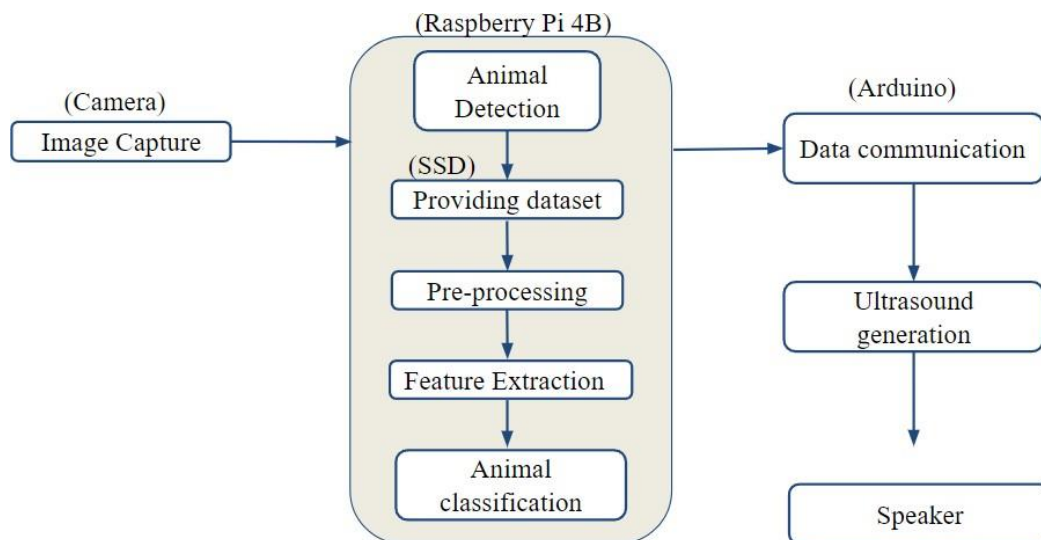 (Camera)
Image Capture
(Raspberry Pi 4B)
Animal
Detection
(SSD)
Providing dataset
Pre-processing
Feature Extraction
Animal
classification
(Arduino)
Data communication
Ultrasound
generation
Speaker